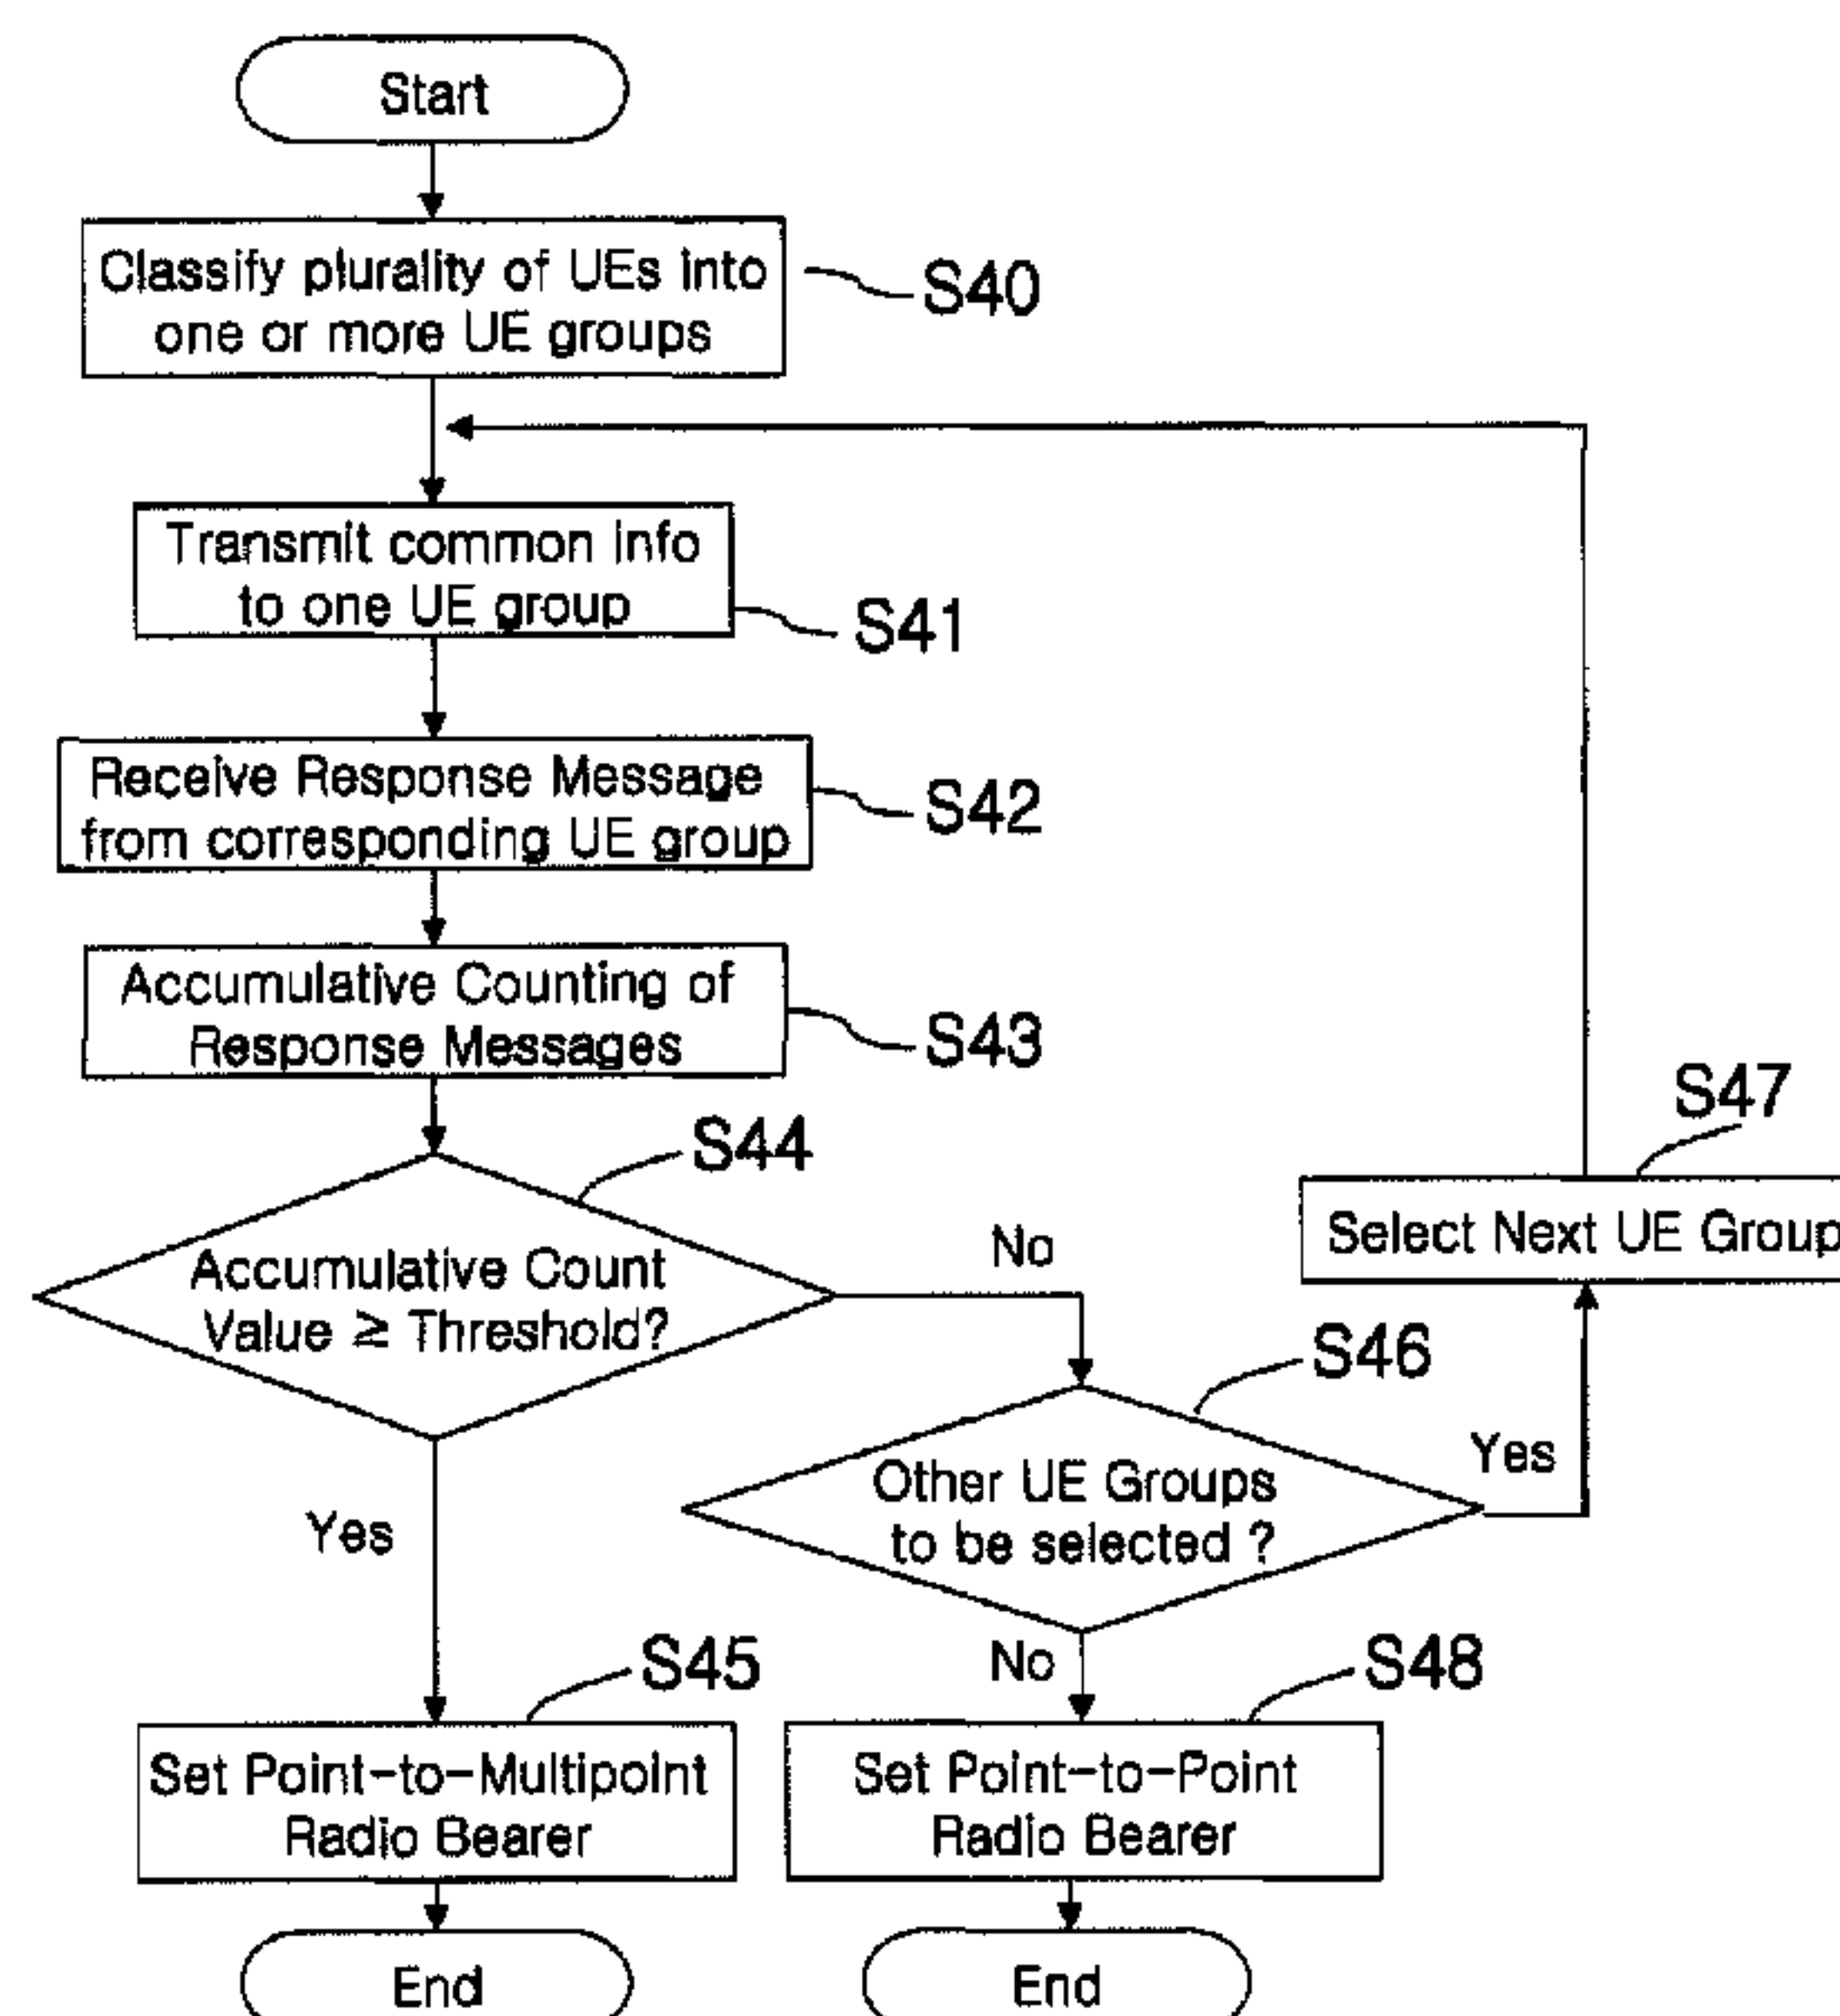 Start
Classify plurality of UEs into
one or more UE groups
S40
Transmit common info
to one UE group
S41
Receive Response Message
from corresponding UE group
S42
Accumulative Counting of
Response Messages
S43
S44
Accumulative Count
Value ≥ Threshold?
No
Yes
S47
Select Next UE Group
S46
Other UE Groups
to be selected ?
Yes
No
S45
Set Point-to-Multipoint
Radio Bearer
S48
Set Point-to-Point
Radio Bearer
End
End